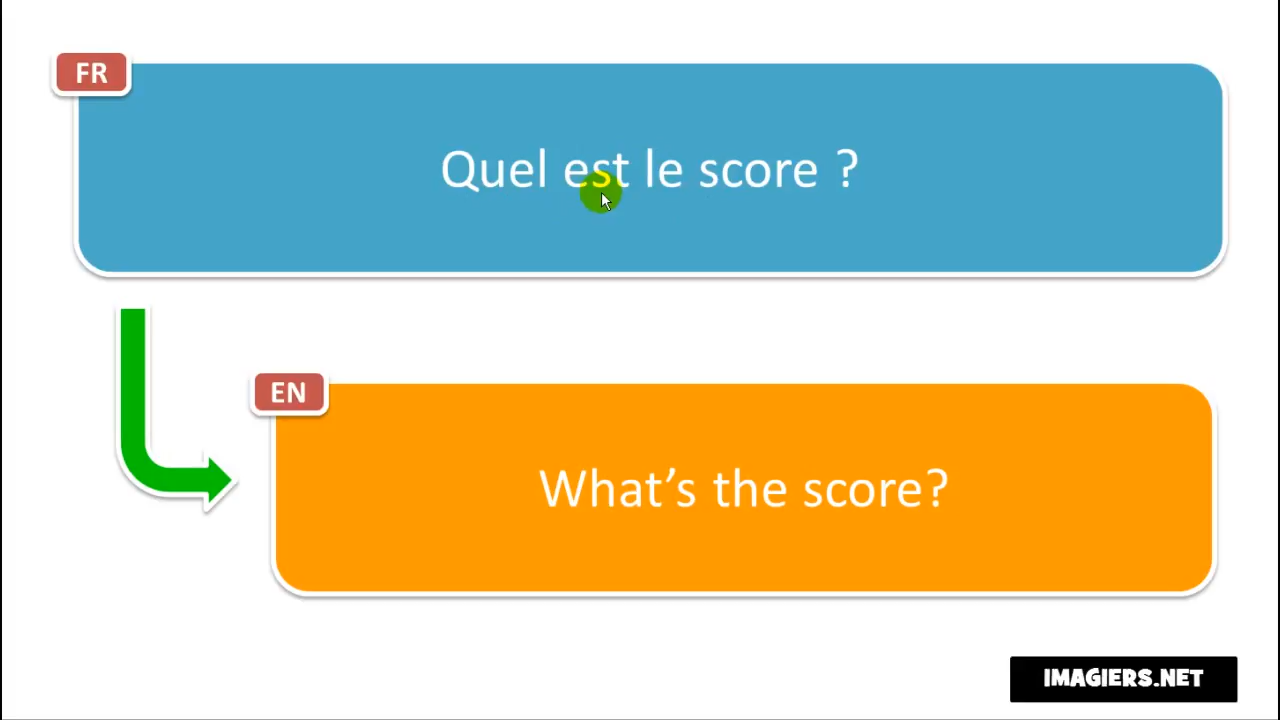 FR
Quel est le score ?
EN
What’s the score?
IMAGIERS.NET